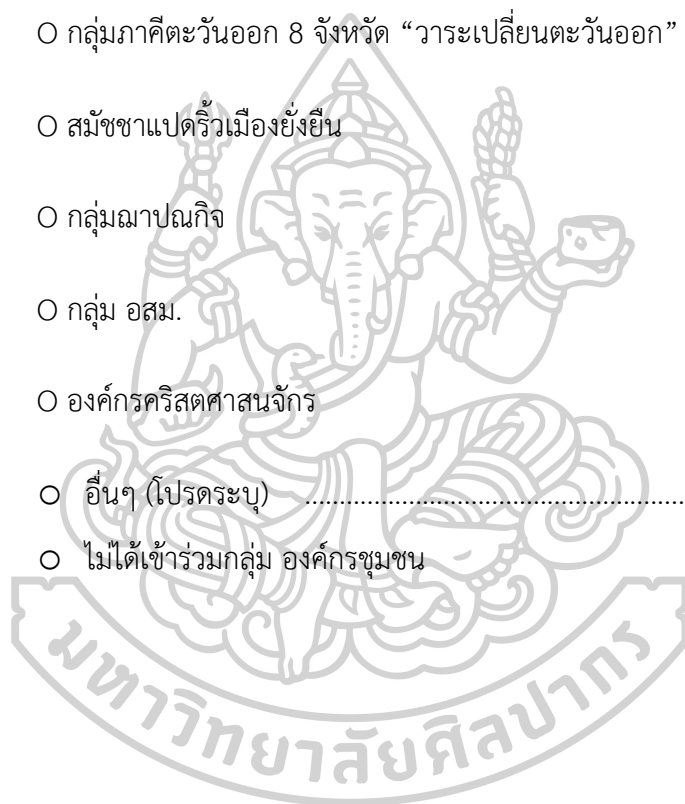 O กลุ่มภาคีตะวันออก 8 จังหวัด “วาระเปลี่ยนตะวันออก”
O สมัชชาแปดริ้วเมืองยั่งยืน
O กลุ่มฌาปณกิจ
O กลุ่ม อสม.
O องค์กรคริสตศาสนจักร
O อื่นๆ (โปรดระบุ) ........................................................
O ไม่ได้เข้าร่วมกลุ่ม องค์กรชุมชน
มหาวิทยาลัยศิลปากร